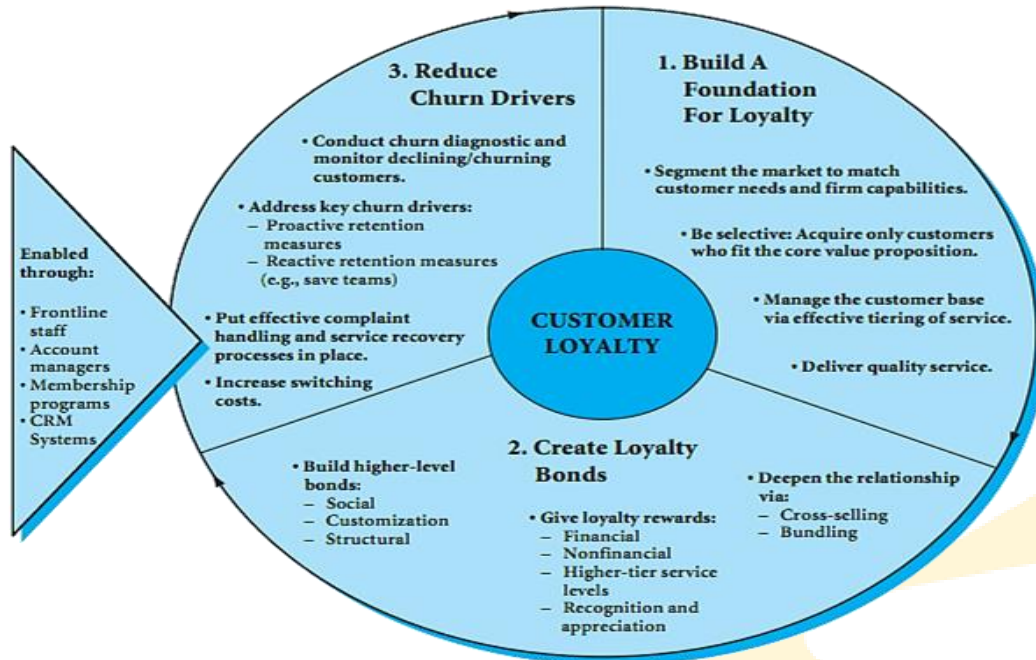 Enabled
through:
• Frontline
staff
• Account
managers
• Membership
programs
• CRM
Systems
1. Build A
Foundation
For Loyalty
• Segment the market to match
customer needs and firm capabilities.
• Be selective: Acquire only customers
who fit the core value proposition.
• Manage the customer base
via effective tiering of service.
• Deliver quality service.
2. Create Loyalty
Bonds
• Deepen the relationship
via:
– Cross-selling
– Bundling
• Give loyalty rewards:
– Financial
– Nonfinancial
– Higher-tier service
levels
– Recognition and
appreciation
• Build higher-level
bonds:
– Social
– Customization
– Structural
3. Reduce
Churn Drivers
• Conduct churn diagnostic and
monitor declining/churning
customers.
• Address key churn drivers:
– Proactive retention
measures
– Reactive retention measures
(e.g., save teams)
• Put effective complaint
handling and service recovery
processes in place.
• Increase switching
costs.
CUSTOMER
LOYALTY